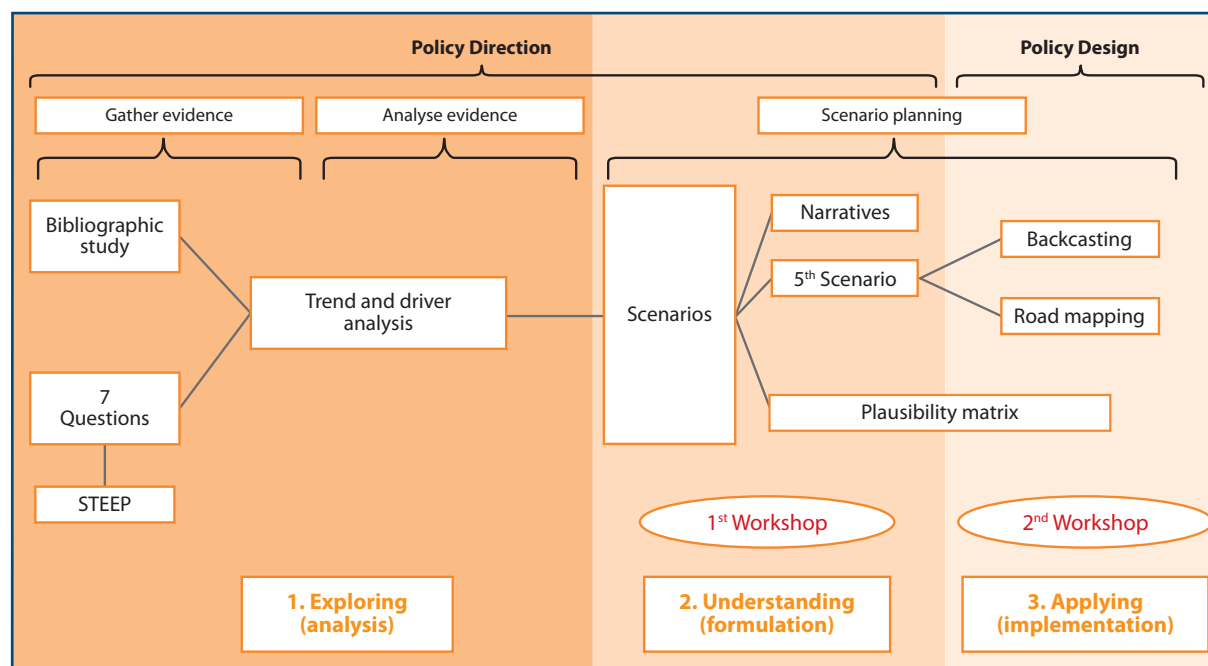 Policy Direction
Policy Design
Gather evidence
Analyse evidence
Scenario planning
Bibliographic
study
7
Questions
STEEP
Trend and driver
analysis
Scenarios
Narratives
5th Scenario
Plausibility matrix
Backcasting
Road mapping
1st Workshop
2nd Workshop
1. Exploring
(analysis)
2. Understanding
(formulation)
3. Applying
(implementation)